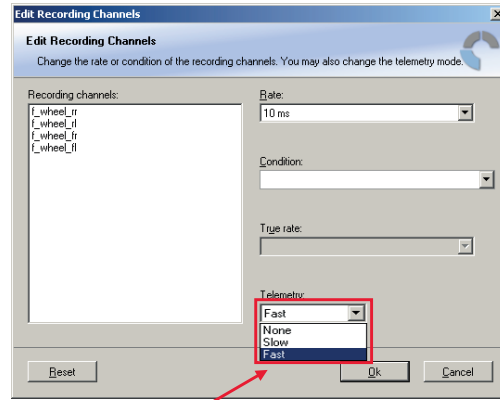 Edit Recording Channels
Edit Recording Channels
Change the rate or condition of the recording channels. You may also change the telemetry mode.
Recording channels:
f_wheel_rr
f_wheel_rl
f_wheel_fr
f_wheel_fl
Rate:
10 ms
Condition:
True rate:
Telemetry:
Fast
None
Slow
Fast
Reset
Ok
Cancel